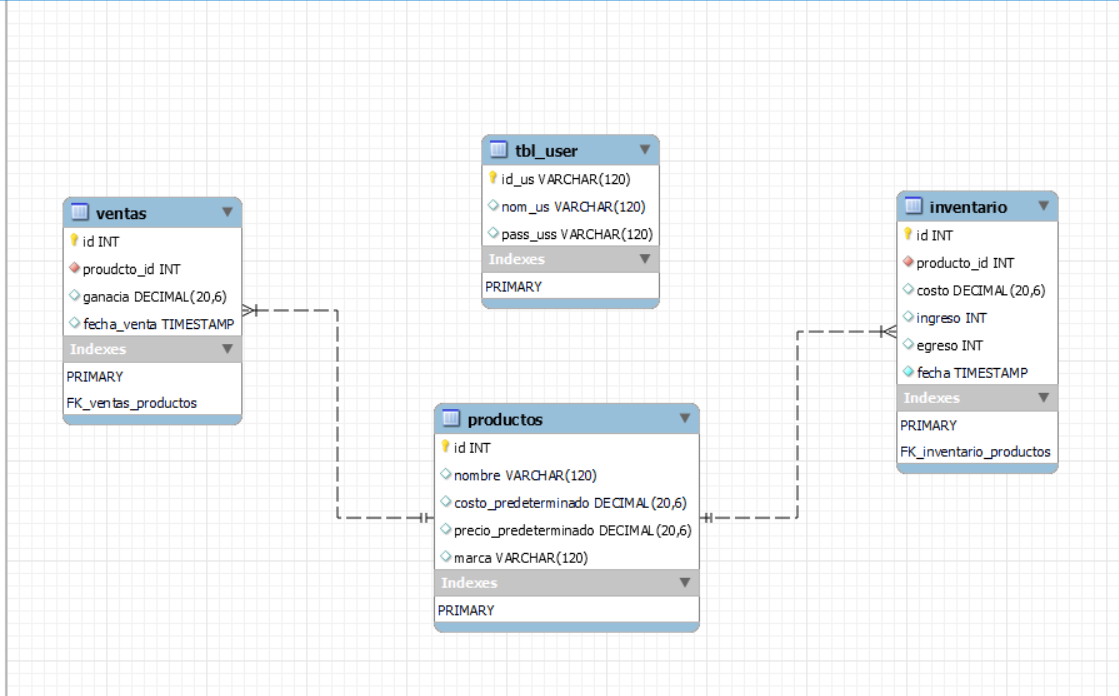 ventas
id INT
proudcto_id INT
ganacia DECIMAL(20,6)
fecha_venta TIMESTAMP
Indexes
PRIMARY
FK_ventas_productos
tbl_user
id_us VARCHAR(120)
nom_us VARCHAR(120)
pass_uss VARCHAR(120)
Indexes
PRIMARY
productos
id INT
nombre VARCHAR(120)
costo_predeterminado DECIMAL(20,6)
precio_predeterminado DECIMAL(20,6)
marca VARCHAR(120)
Indexes
PRIMARY
inventario
id INT
producto_id INT
costo DECIMAL(20,6)
ingreso INT
egreso INT
fecha TIMESTAMP
Indexes
PRIMARY
FK_inventario_productos